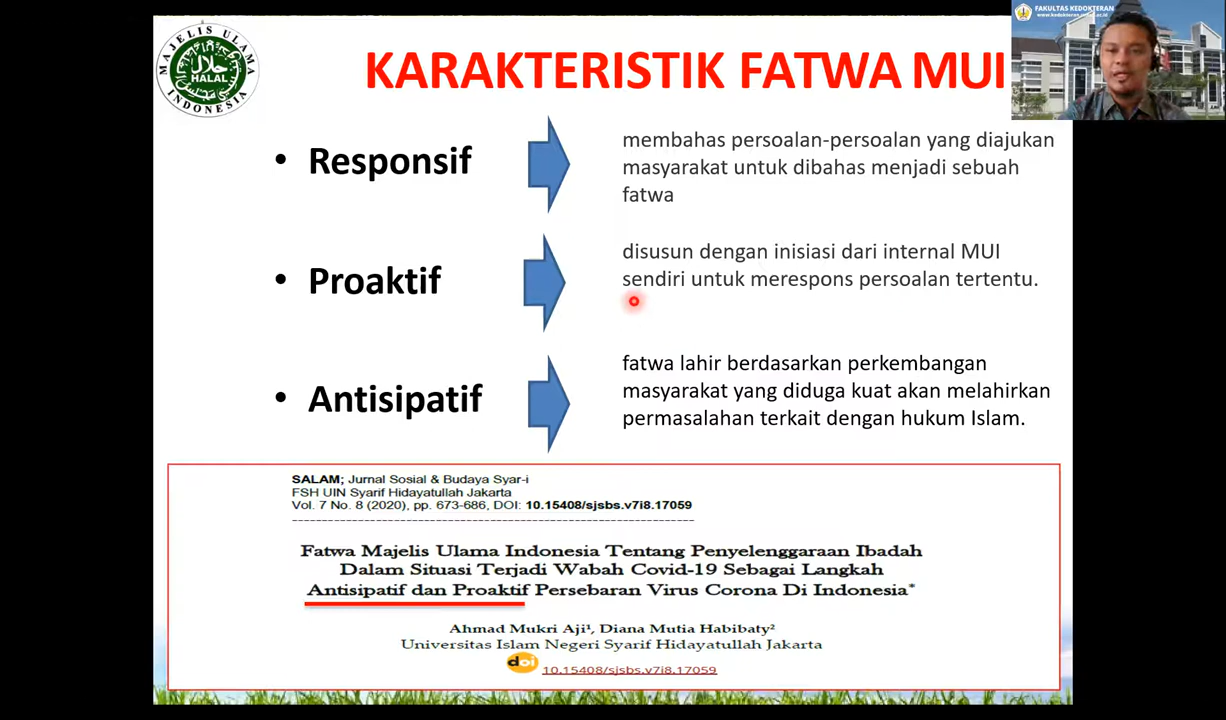 MAJELIS ULAMA
حلال
HALAL
INDONESIA
KARAKTERISTIK FATWA MUI
FAKULTAS KEDOKTERAN
• Responsif
membahas persoalan-persoalan yang diajukan
masyarakat untuk dibahas menjadi sebuah
fatwa
• Proaktif
disusun dengan inisiasi dari internal MUI
sendiri untuk merespons persoalan tertentu.
• Antisipatif
fatwa lahir berdasarkan perkembangan
masyarakat yang diduga kuat akan melahirkan
permasalahan terkait dengan hukum Islam.
SALAM; Jurnal Sosial & Budaya Syar-i
FSH UIN Syarif Hidayatullah Jakarta
Vol. 7 No. 8 (2020), pp. 673-686, DOI: 10.15408/sjsbs.v7i8.17059
Fatwa Majelis Ulama Indonesia Tentang Penyelenggaraan Ibadah
Dalam Situasi Terjadi Wabah Covid-19 Sebagai Langkah
Antisipatif dan Proaktif Persebaran Virus Corona Di Indonesia*
Ahmad Mukri Aji¹, Diana Mutia Habibaty²
Universitas Islam Negeri Syarif Hidayatullah Jakarta
doi 10.15408/sjsbs.v7i8.17059